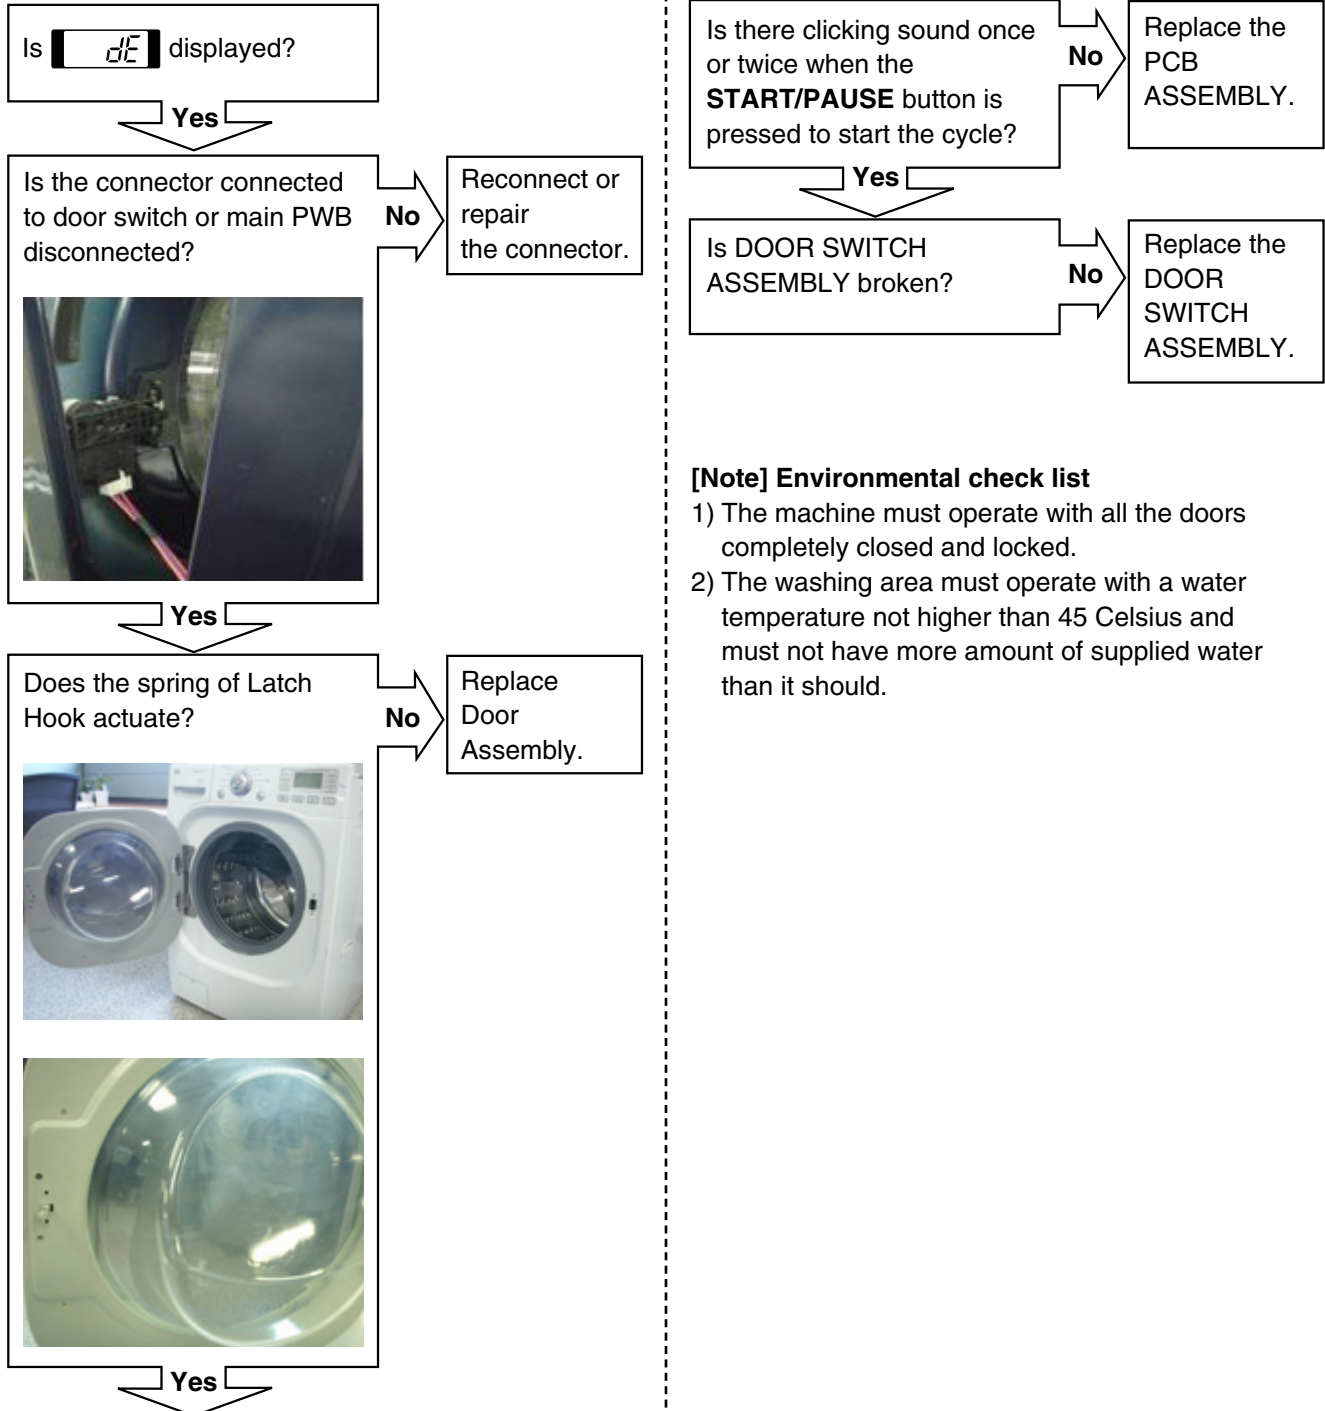 Is dE displayed?
Yes
Is the connector connected
to door switch or main PWB
disconnected?
No
Reconnect or
repair
the connector.
Yes
Does the spring of Latch
Hook actuate?
No
Replace
Door
Assembly.
Yes
Is there clicking sound once
or twice when the
START/PAUSE button is
pressed to start the cycle?
No
Replace the
PCB
ASSEMBLY.
Yes
Is DOOR SWITCH
ASSEMBLY broken?
No
Replace the
DOOR
SWITCH
ASSEMBLY.
[Note] Environmental check list
1) The machine must operate with all the doors
completely closed and locked.
2) The washing area must operate with a water
temperature not higher than 45 Celsius and
must not have more amount of supplied water
than it should.